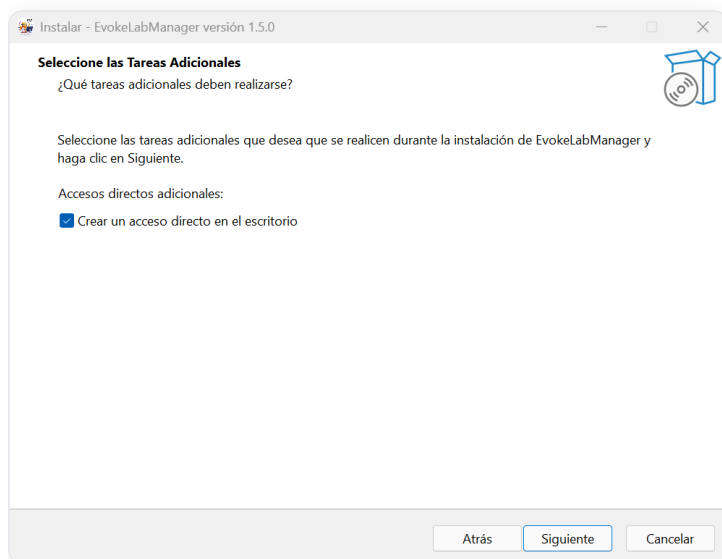 Instalar - EvokeLabManager versión 1.5.0
Seleccione las Tareas Adicionales
¿Qué tareas adicionales deben realizarse?
Seleccione las tareas adicionales que desea que se realicen durante la instalación de EvokeLabManager y
haga clic en Siguiente.
Accesos directos adicionales:
Crear un acceso directo en el escritorio
Atrás
Siguiente
Cancelar